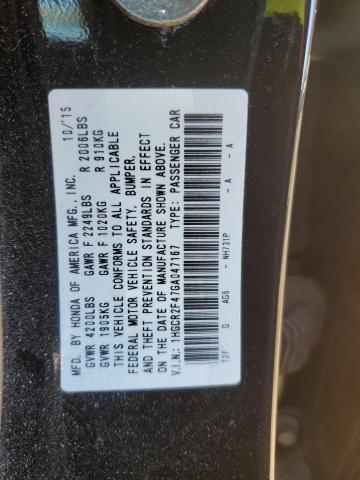 MFD. BY HONDA OF AMERICA MFG., INC. 10/'15
GVWR 4200LBS GAWR F 2249LBS R 2006LBS
GVWR 1905KG GAWR F 1020KG R 910KG
THIS VEHICLE CONFORMS TO ALL APPLICABLE
FEDERAL MOTOR VEHICLE SAFETY, BUMPER,
AND THEFT PREVENTION STANDARDS IN EFFECT
ON THE DATE OF MANUFACTURE SHOWN ABOVE.
V.I.N.: 1HGCR2F47GA047167 TYPE: PASSENGER CAR
G AG6 - NH731P - A - A